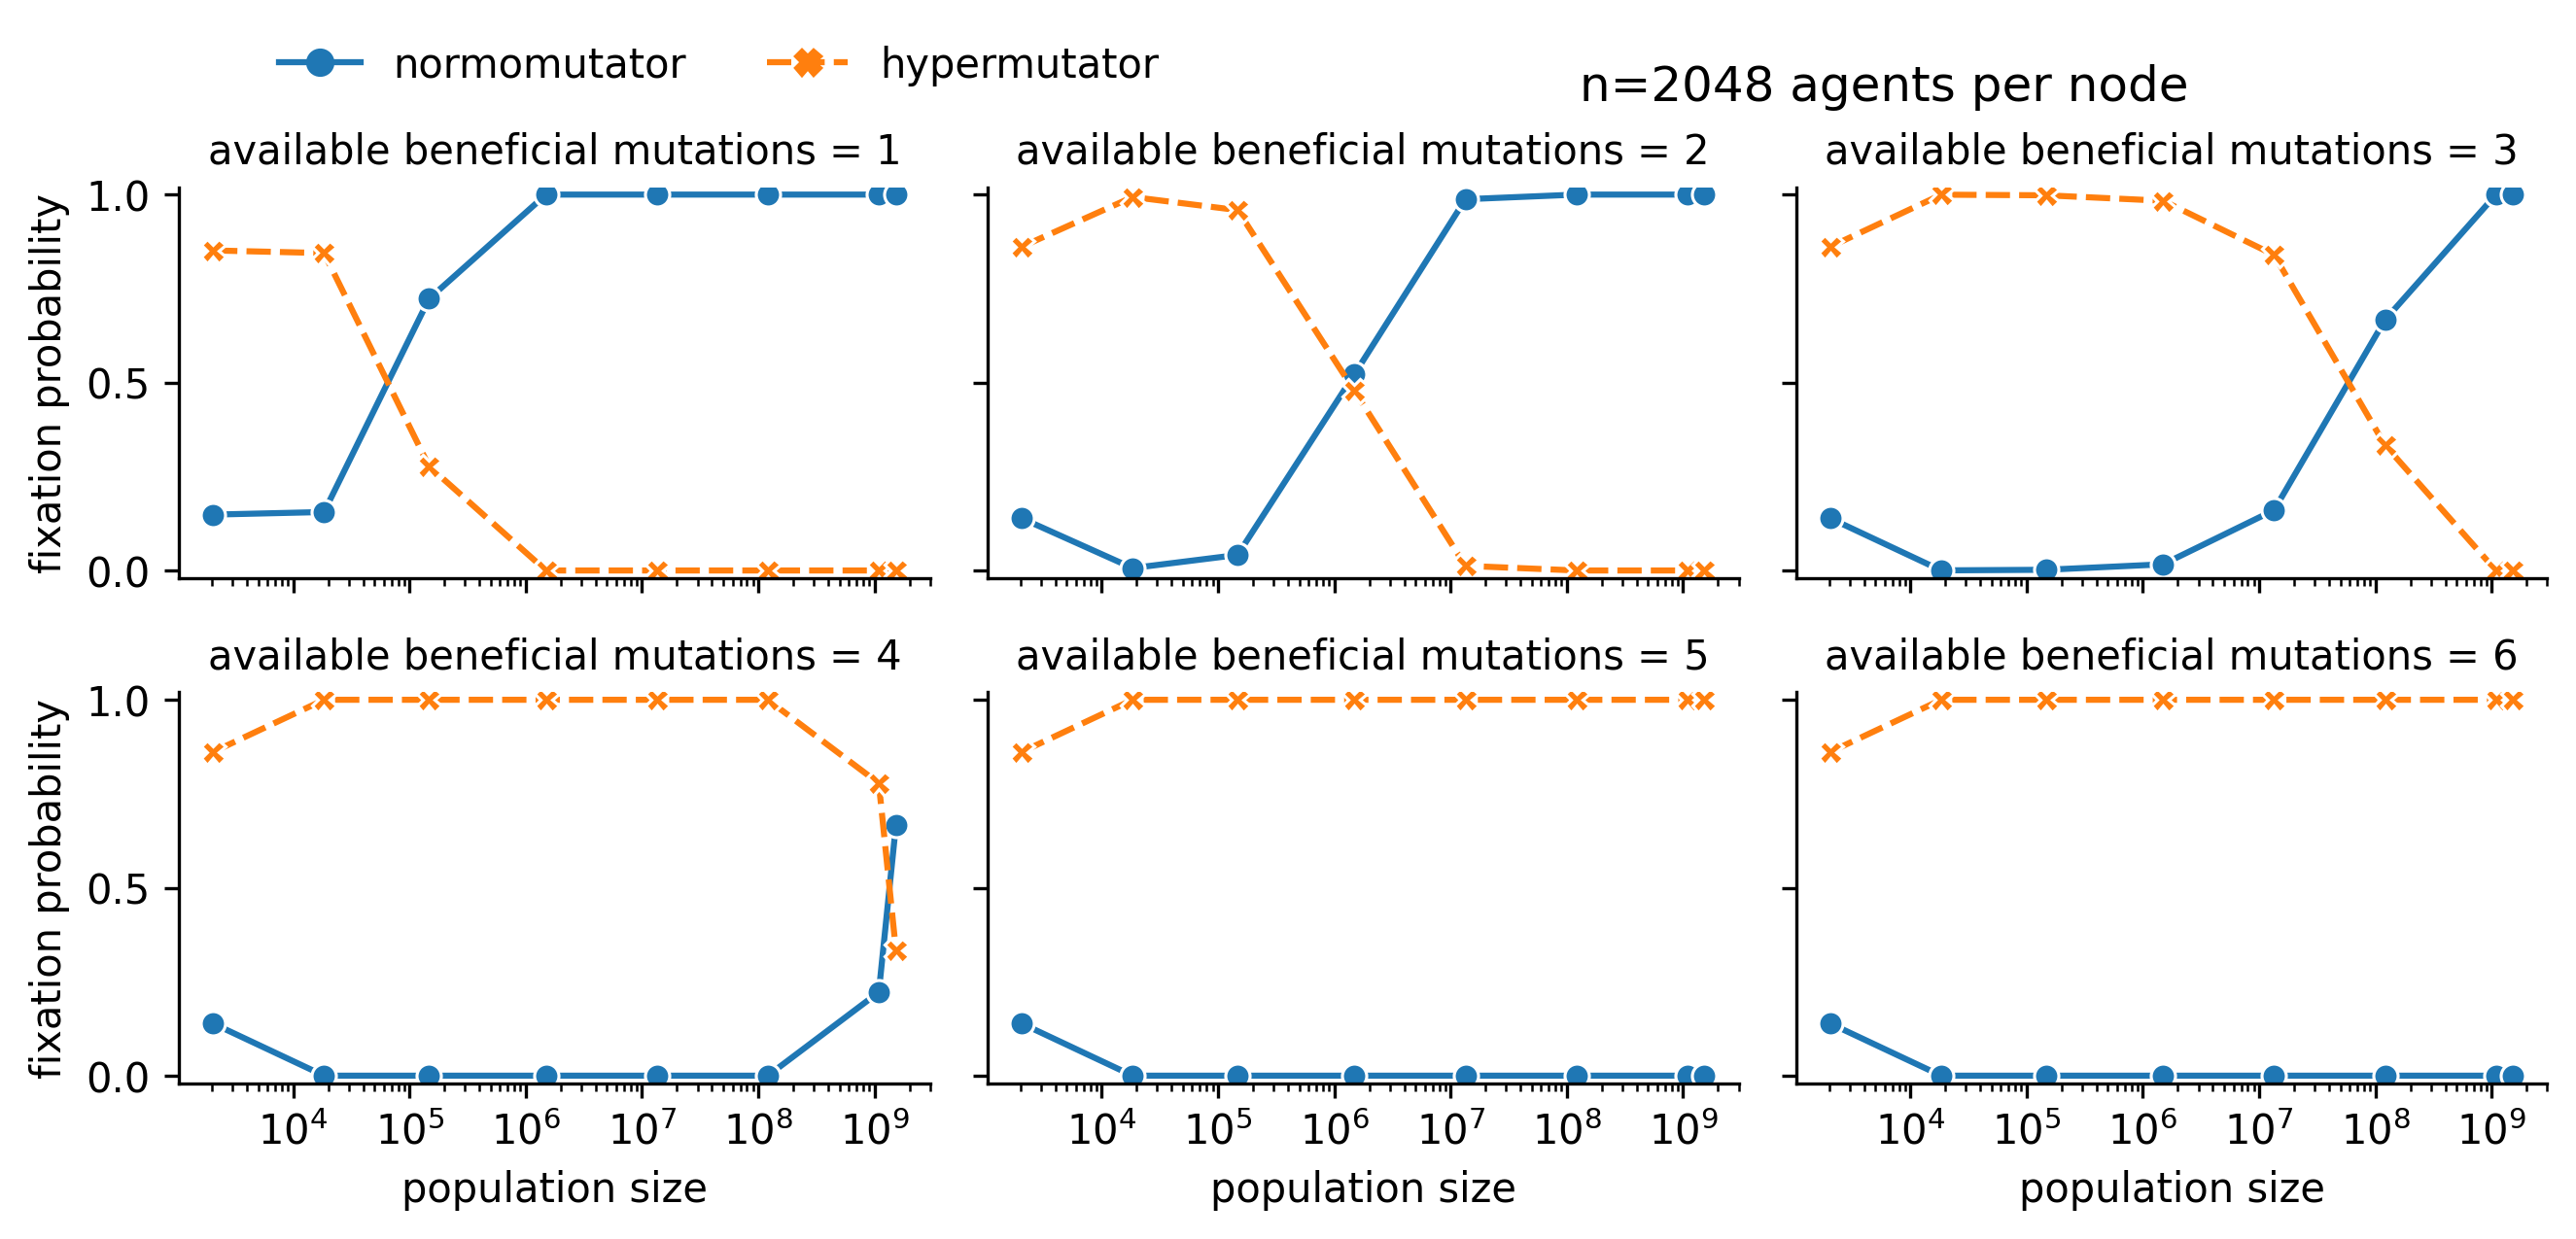 normomutator hypermutator
n=2048 agents per node
available beneficial mutations = 1 available beneficial mutations = 2 available beneficial mutations = 3
fixation probability
1.0
0.5
0.0
available beneficial mutations = 4 available beneficial mutations = 5 available beneficial mutations = 6
fixation probability
1.0
0.5
0.0
10⁴ 10⁵ 10⁶ 10⁷ 10⁸ 10⁹ 10⁴ 10⁵ 10⁶ 10⁷ 10⁸ 10⁹ 10⁴ 10⁵ 10⁶ 10⁷ 10⁸ 10⁹
population size population size population size